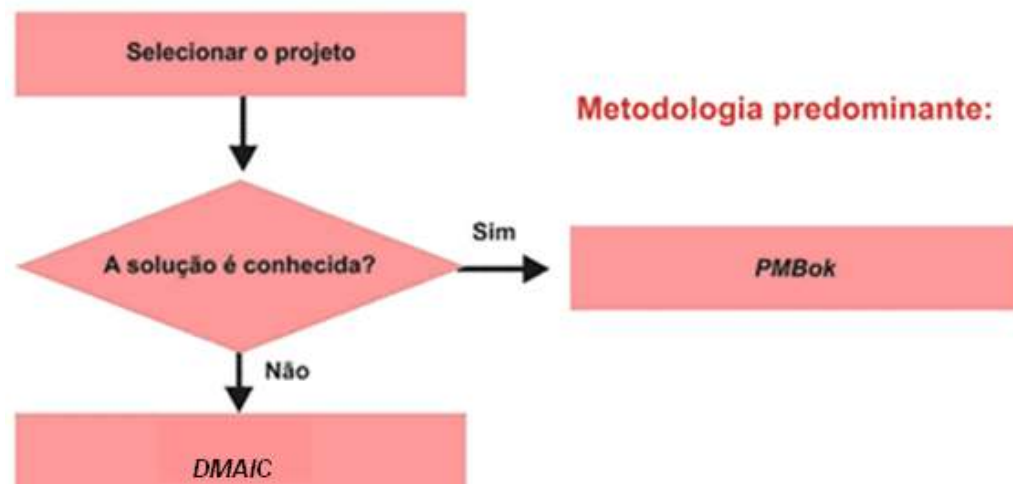 Selecionar o projeto
Metodologia predominante:
A solução é conhecida?
Sim
PMBok
Não
DMAIC